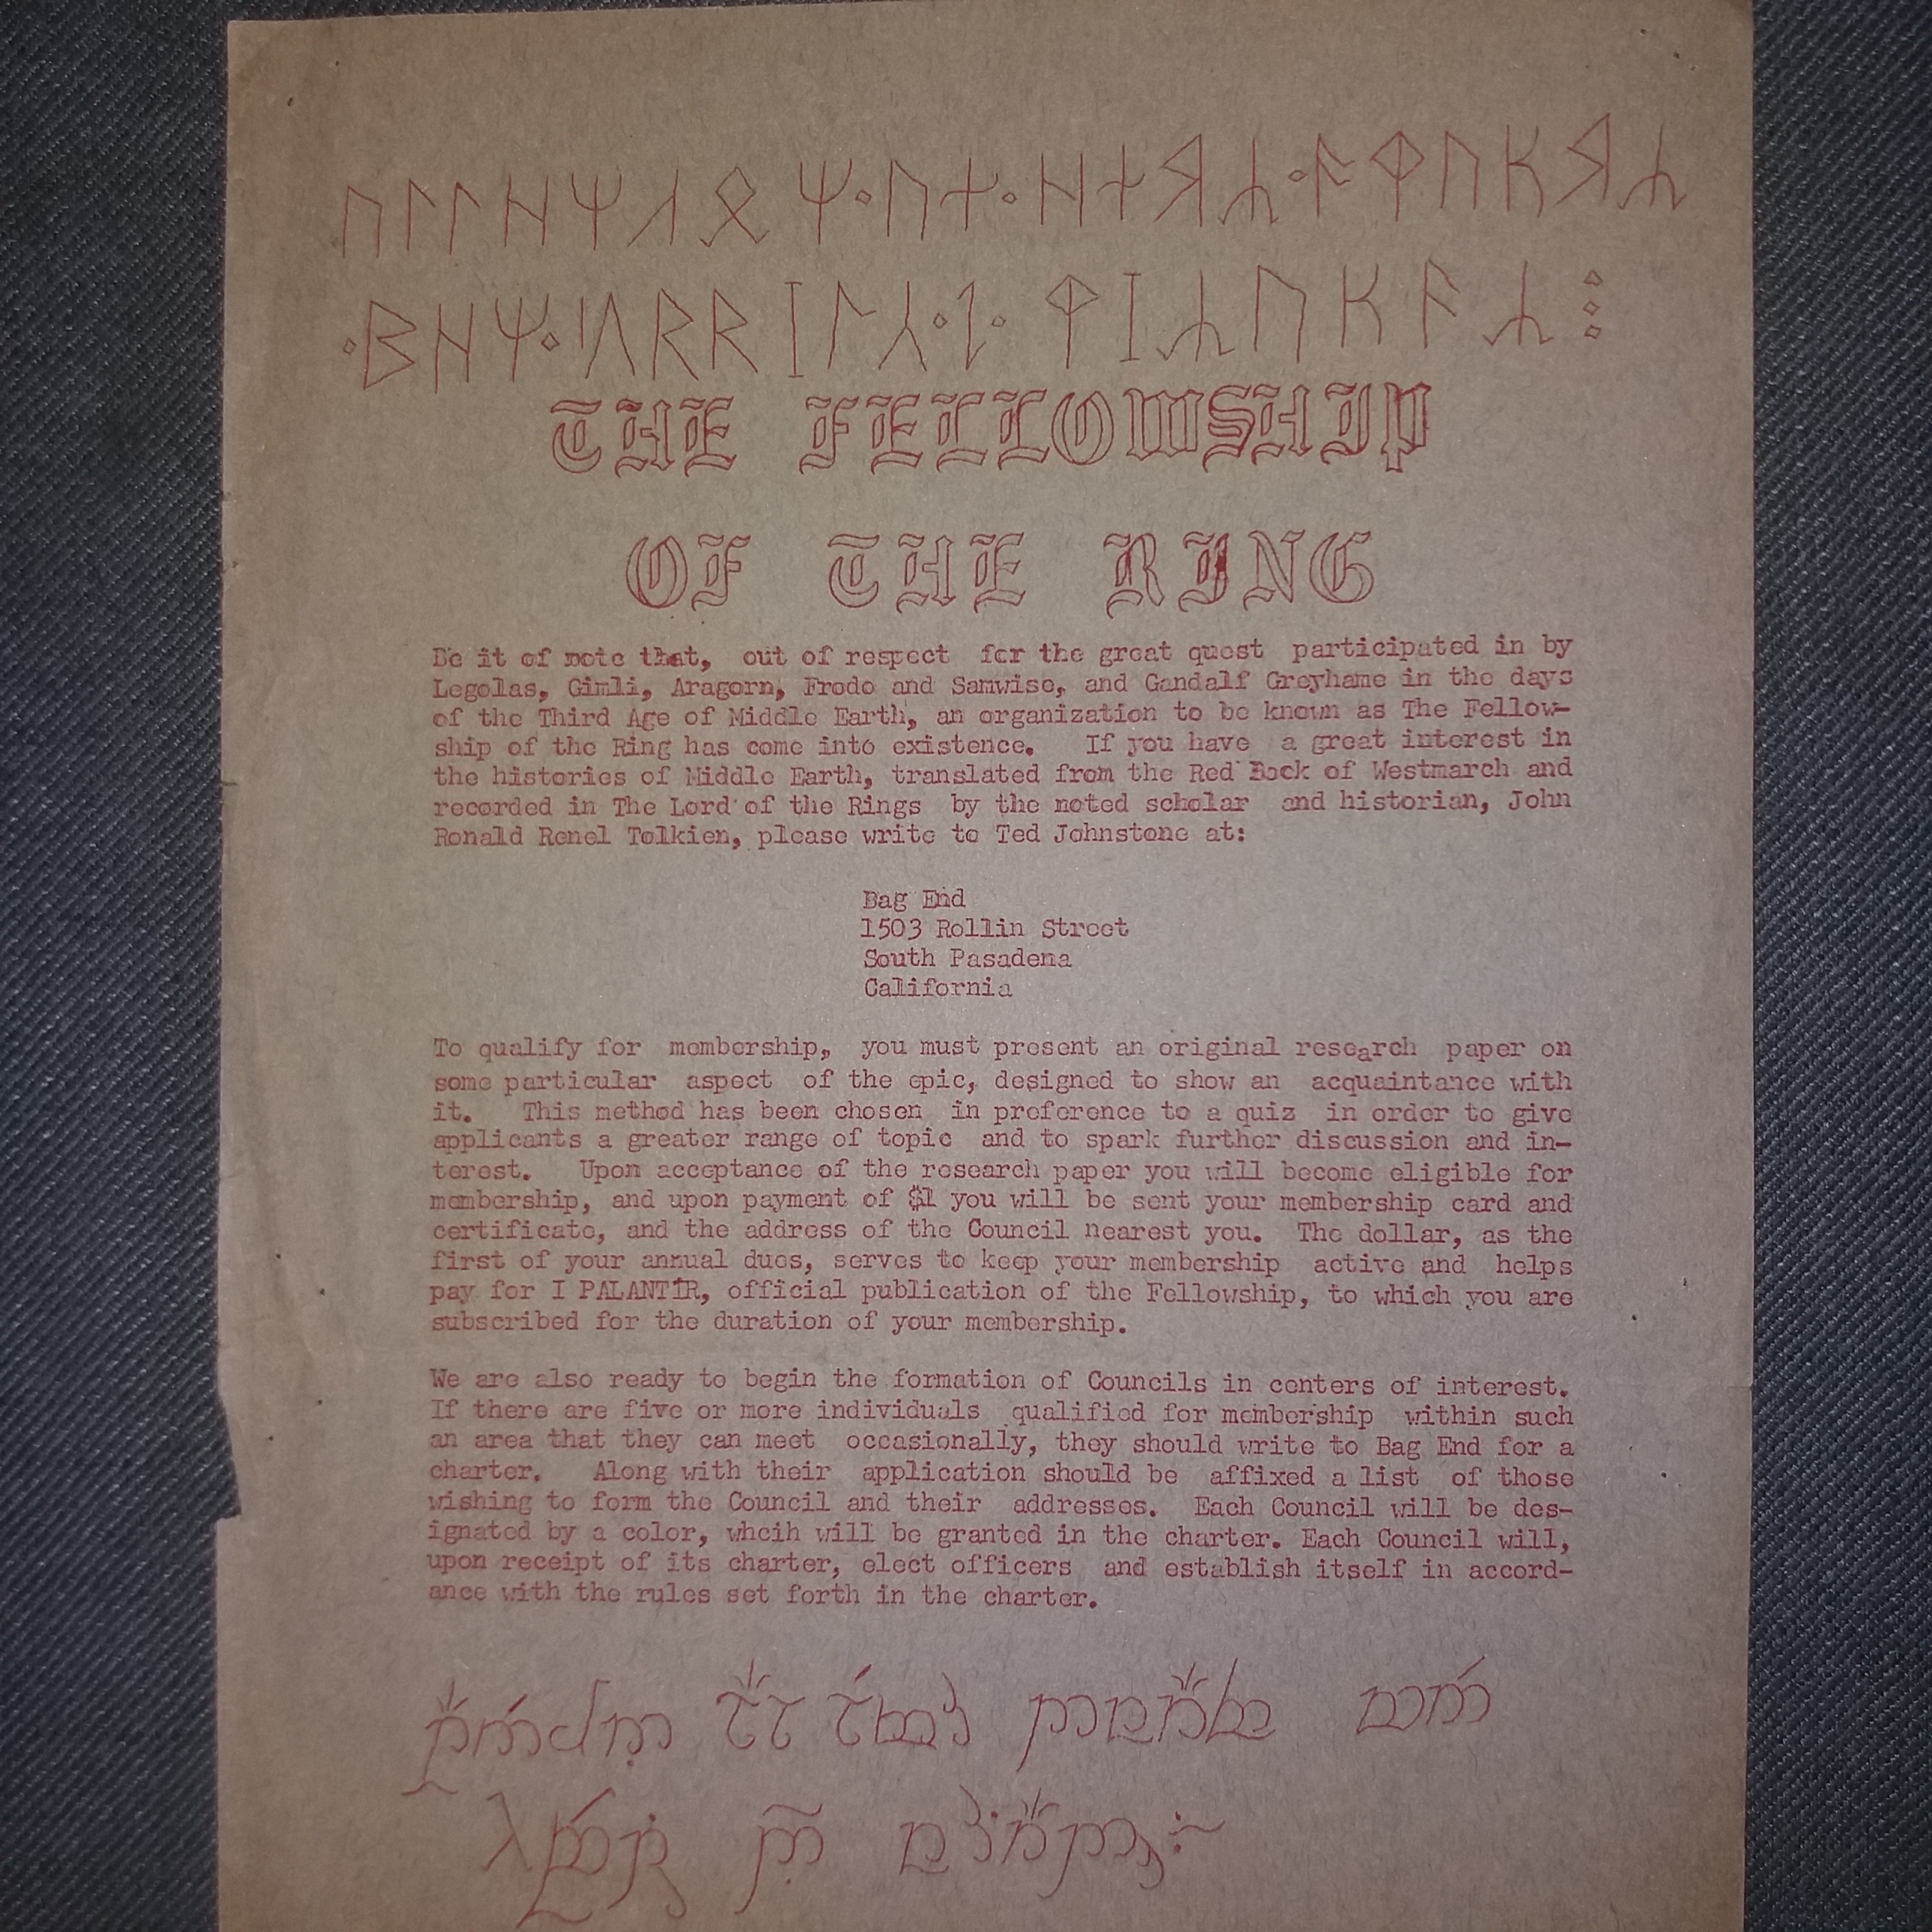 THE FELLOWSHIP
OF THE RING
Be it of note that, out of respect for the great quest participated in by
Legolas, Gimli, Aragorn, Frodo and Samwise, and Gandalf Greyhame in the days
of the Third Age of Middle Earth, an organization to be known as The Fellow-
ship of the Ring has come into existence. If you have a great interest in
the histories of Middle Earth, translated from the Red Book of Westmarch and
recorded in The Lord of the Rings by the noted scholar and historian, John
Ronald Renel Tolkien, please write to Ted Johnstone at:
Bag End
1503 Rollin Street
South Pasadena
California
To qualify for membership, you must present an original research paper on
some particular aspect of the epic, designed to show an acquaintance with
it. This method has been chosen in preference to a quiz in order to give
applicants a greater range of topic and to spark further discussion and in-
terest. Upon acceptance of the research paper you will become eligible for
membership, and upon payment of $1 you will be sent your membership card and
certificate, and the address of the Council nearest you. The dollar, as the
first of your annual dues, serves to keep your membership active and helps
pay for I PALANTÍR, official publication of the Fellowship, to which you are
subscribed for the duration of your membership.
We are also ready to begin the formation of Councils in centers of interest.
If there are five or more individuals qualified for membership within such
an area that they can meet occasionally, they should write to Bag End for a
charter. Along with their application should be affixed a list of those
wishing to form the Council and their addresses. Each Council will be des-
ignated by a color, whcih will be granted in the charter. Each Council will,
upon receipt of its charter, elect officers and establish itself in accord-
ance with the rules set forth in the charter.